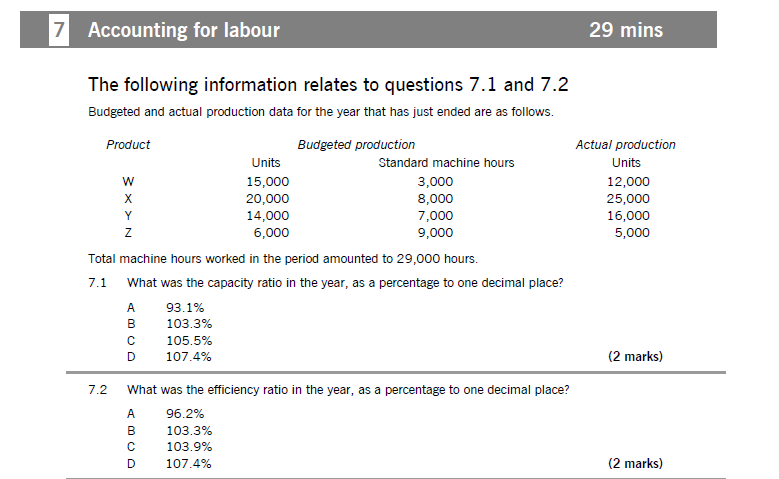 7 Accounting for labour 29 mins
The following information relates to questions 7.1 and 7.2
Budgeted and actual production data for the year that has just ended are as follows.
Product Budgeted production Actual production
Units Standard machine hours Units
W 15,000 3,000 12,000
X 20,000 8,000 25,000
Y 14,000 7,000 16,000
Z 6,000 9,000 5,000
Total machine hours worked in the period amounted to 29,000 hours.
7.1 What was the capacity ratio in the year, as a percentage to one decimal place?
A 93.1%
B 103.3%
C 105.5%
D 107.4% (2 marks)
7.2 What was the efficiency ratio in the year, as a percentage to one decimal place?
A 96.2%
B 103.3%
C 103.9%
D 107.4% (2 marks)